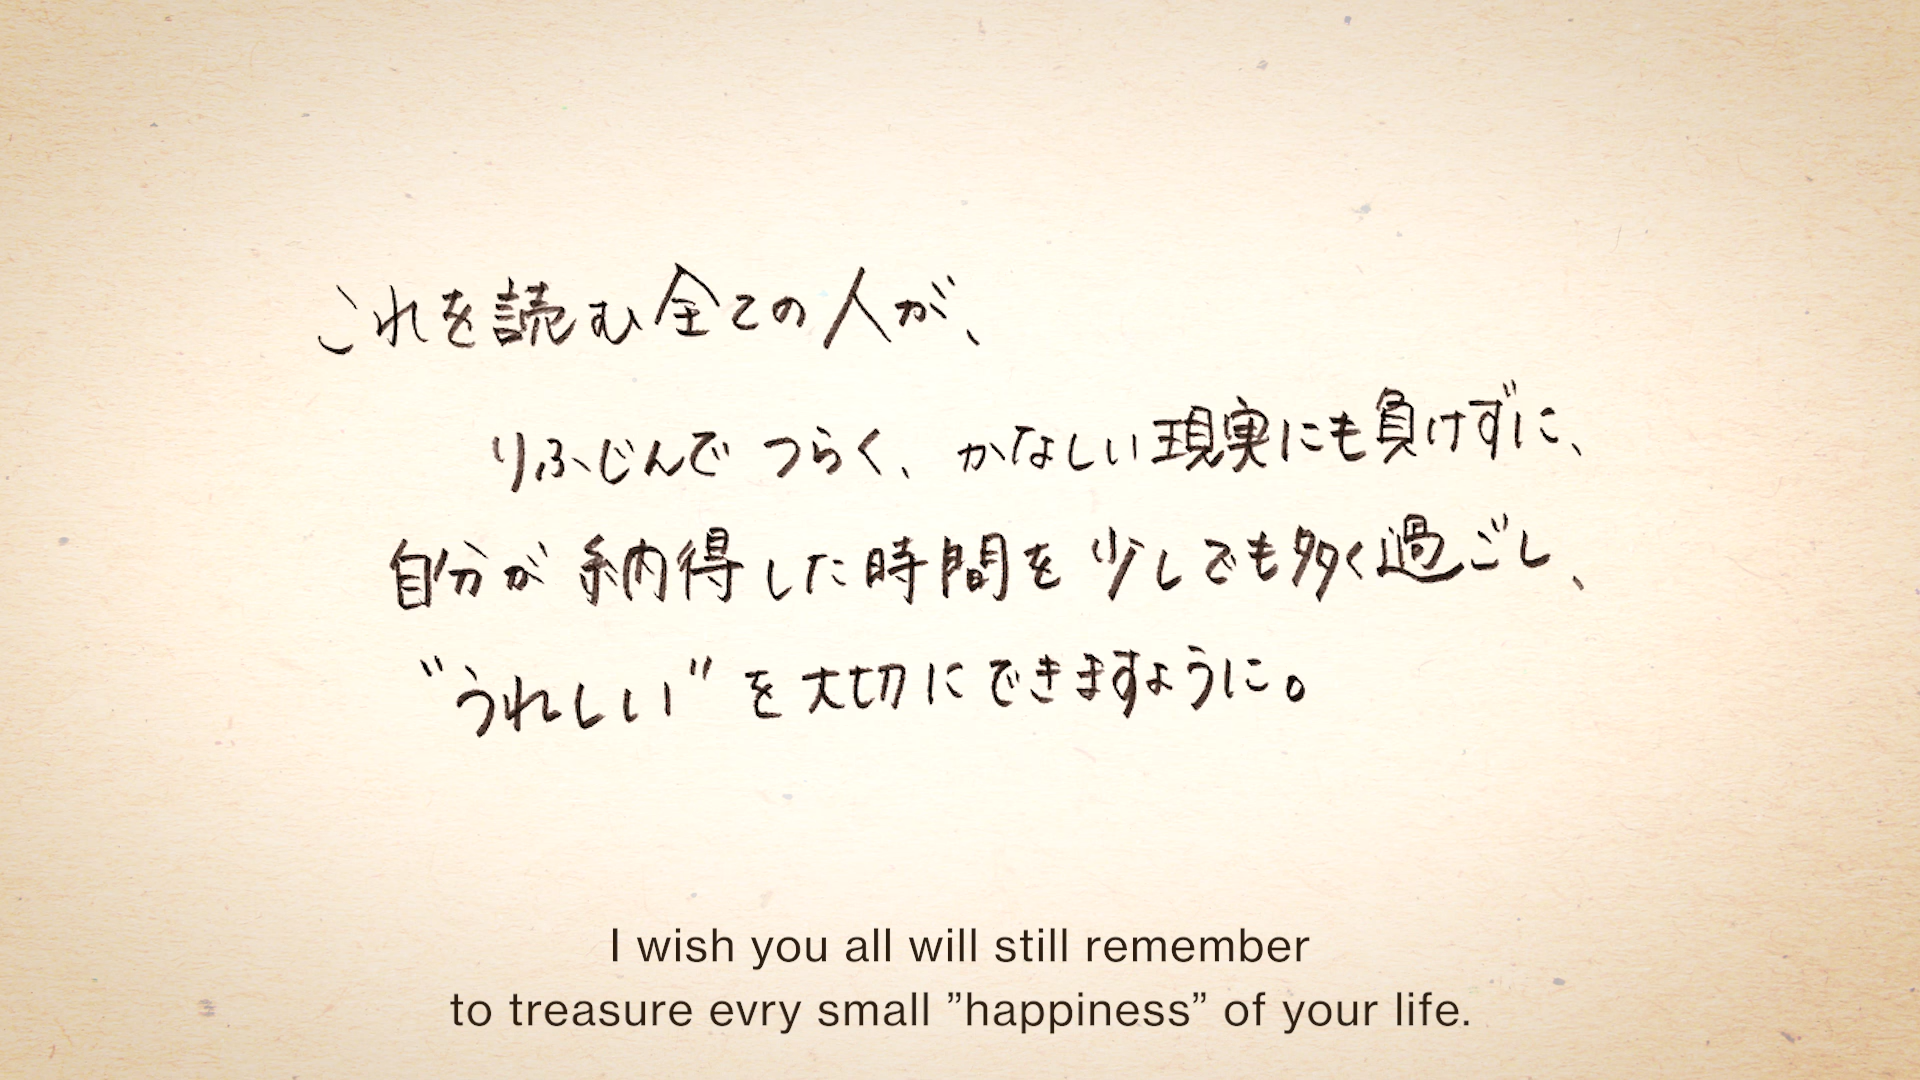 これを読む全ての人が、
りふじんで つらく、かなしい現実にも負けずに、
自分が納得した時間を少しでも多く過ごし、
“うれしい”を大切にできますように。
I wish you all will still remember
to treasure evry small ”happiness” of your life.